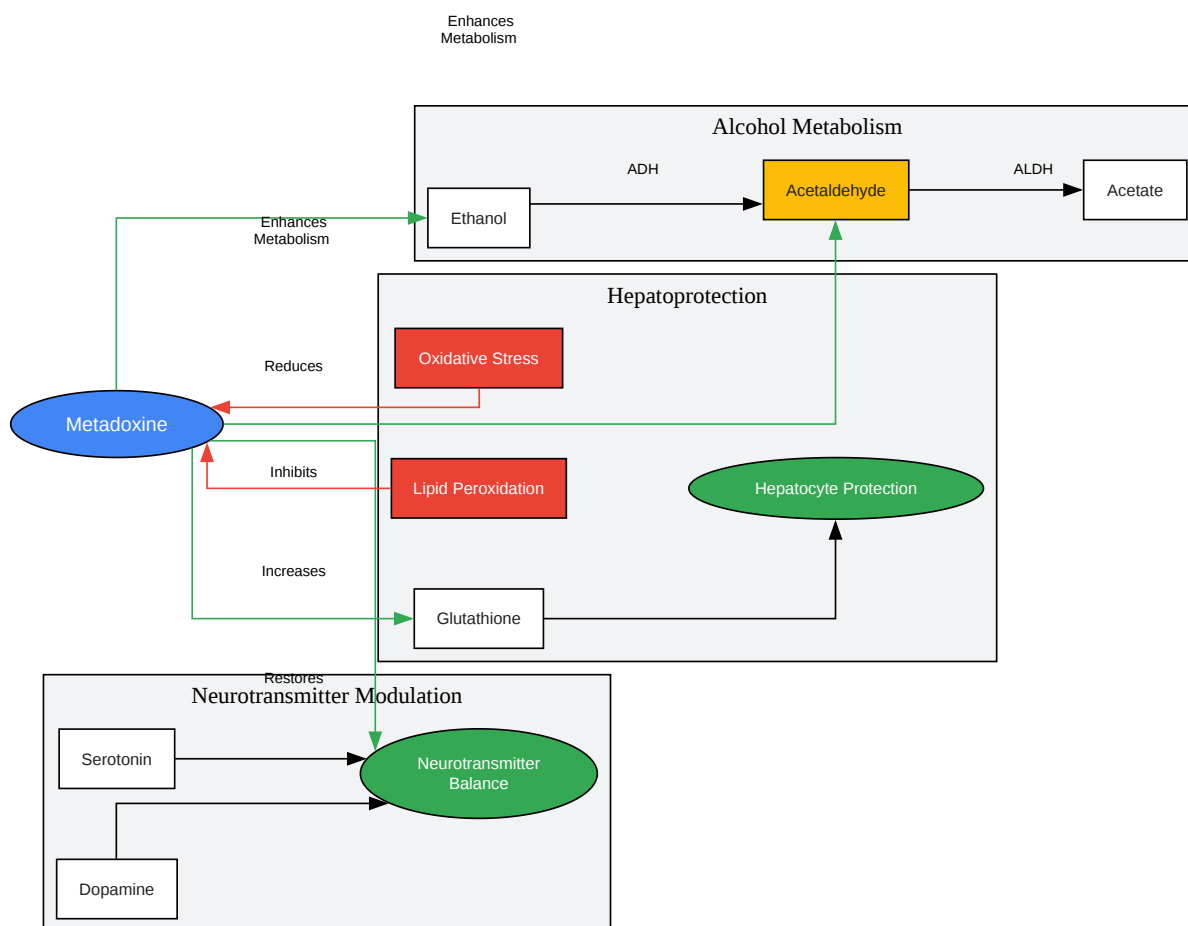 Enhances
Metabolism
Alcohol Metabolism
ADH
ALDH
Acetaldehyde
Acetate
Ethanol
Enhances
Metabolism
Hepatoprotection
Oxidative Stress
Reduces
Metadoxine
Inhibits
Lipid Peroxidation
Hepatocyte Protection
Increases
Glutathione
Restores
Neurotransmitter Modulation
Serotonin
Neurotransmitter
Balance
Dopamine